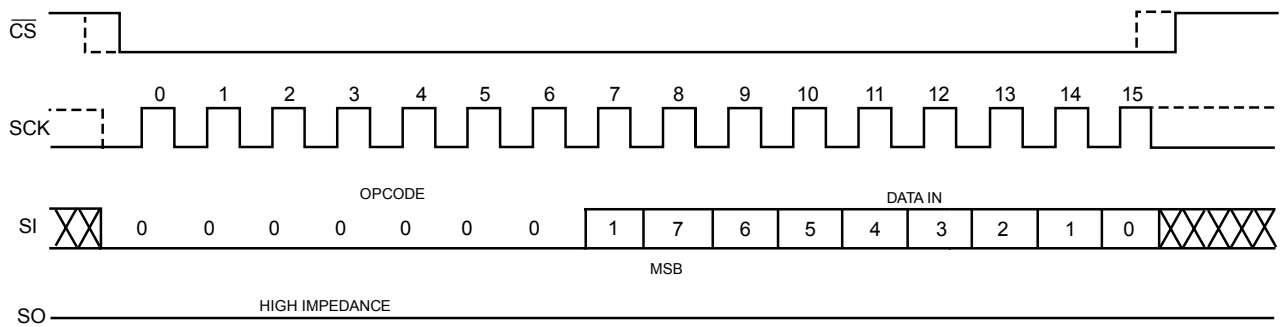 CS
0 1 2 3 4 5 6 7 8 9 10 11 12 13 14 15
SCK
OPCODE DATA IN
SI 0 0 0 0 0 0 0 1 7 6 5 4 3 2 1 0
MSB
HIGH IMPEDANCE
SO